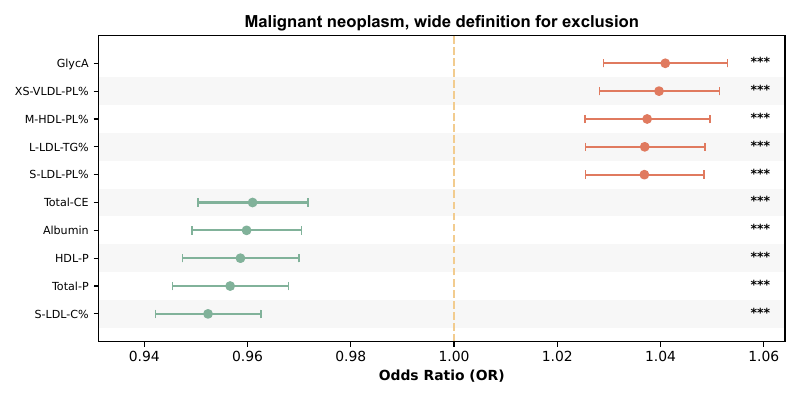 Malignant neoplasm, wide definition for exclusion
GlycA ***
XS-VLDL-PL% ***
M-HDL-PL% ***
L-LDL-TG% ***
S-LDL-PL% ***
Total-CE ***
Albumin ***
HDL-P ***
Total-P ***
S-LDL-C% ***
0.94 0.96 0.98 1.00 1.02 1.04 1.06
Odds Ratio (OR)